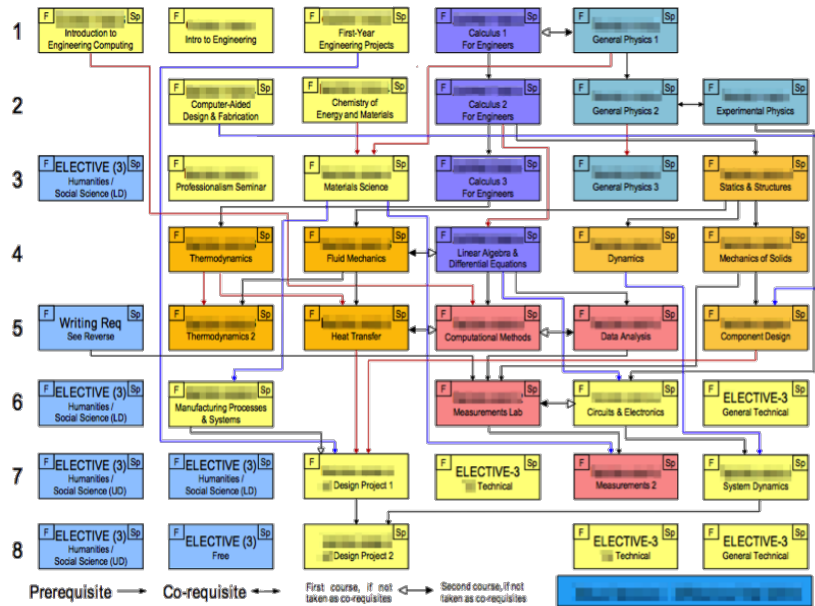 1
F Sp
Introduction to
Engineering Computing
F Sp
Intro to Engineering
F Sp
First-Year
Engineering Projects
F Sp
Calculus 1
For Engineers
F Sp
General Physics 1
2
F Sp
Computer-Aided
Design & Fabrication
F Sp
Chemistry of
Energy and Materials
F Sp
Calculus 2
For Engineers
F Sp
General Physics 2
F Sp
Experimental Physics
3
F ELECTIVE (3) Sp
Humanities /
Social Science (LD)
F Sp
Professionalism Seminar
F Sp
Materials Science
F Sp
Calculus 3
For Engineers
F Sp
General Physics 3
F Sp
Statics & Structures
4
F Sp
Thermodynamics
F Sp
Fluid Mechanics
F Sp
Linear Algebra &
Differential Equations
F Sp
Dynamics
F Sp
Mechanics of Solids
5
F Writing Req Sp
See Reverse
F Sp
Thermodynamics 2
F Sp
Heat Transfer
F Sp
Computational Methods
F Sp
Data Analysis
F Sp
Component Design
6
F ELECTIVE (3) Sp
Humanities /
Social Science (LD)
F Sp
Manufacturing Processes
& Systems
F Sp
Measurements Lab
F Sp
Circuits & Electronics
F Sp
ELECTIVE-3
General Technical
7
F ELECTIVE (3) Sp
Humanities /
Social Science (UD)
F ELECTIVE (3) Sp
Humanities /
Social Science (LD)
F Sp
Design Project 1
F Sp
ELECTIVE-3
Technical
F Sp
Measurements 2
F Sp
System Dynamics
8
F ELECTIVE (3) Sp
Humanities /
Social Science (UD)
F ELECTIVE (3) Sp
Free
F Sp
Design Project 2
F Sp
ELECTIVE-3
Technical
F Sp
ELECTIVE-3
General Technical
Prerequisite
Co-requisite
First course, if not
taken as co-requisites
Second course, if not
taken as co-requisites